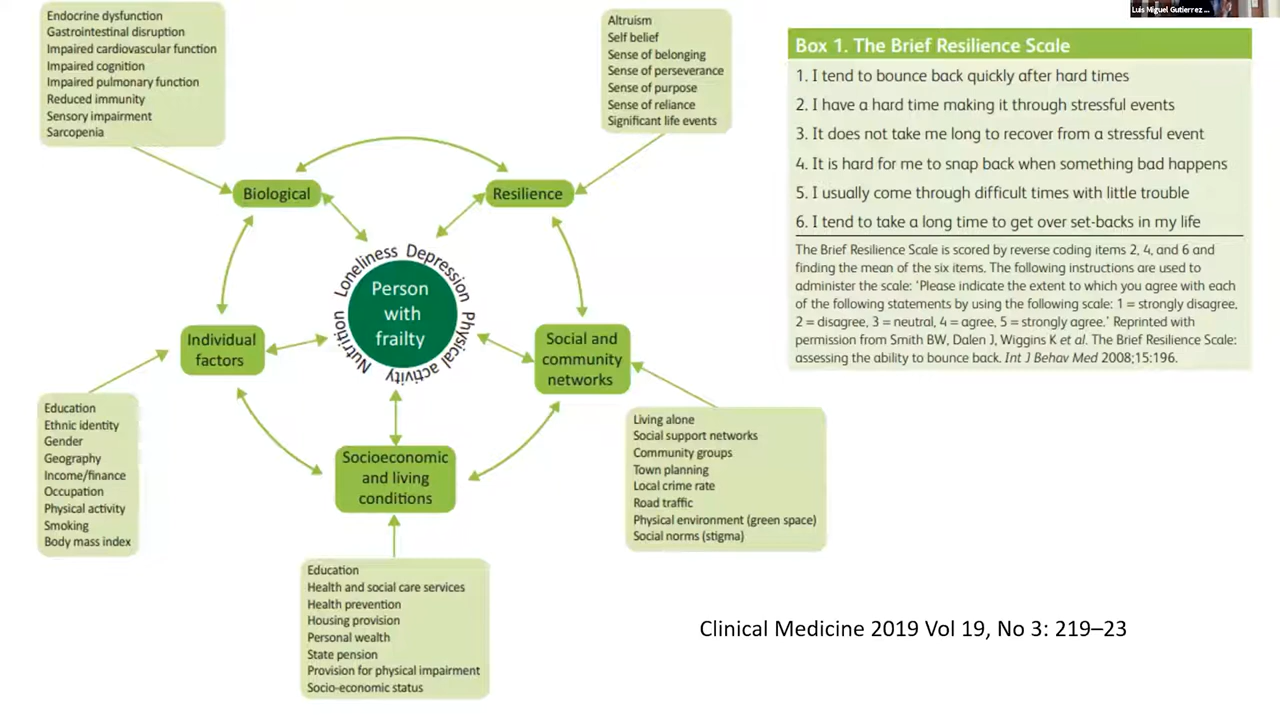 Luis Miguel Gutierrez ...
Endocrine dysfunction
Gastrointestinal disruption
Impaired cardiovascular function
Impaired cognition
Impaired pulmonary function
Reduced immunity
Sensory impairment
Sarcopenia
Altruism
Self belief
Sense of belonging
Sense of perseverance
Sense of purpose
Sense of reliance
Significant life events
Biological
Resilience
Loneliness Depression Physical activity Nutrition
Person
with
frailty
Individual
factors
Social and
community
networks
Socioeconomic
and living
conditions
Education
Ethnic identity
Gender
Geography
Income/finance
Occupation
Physical activity
Smoking
Body mass index
Living alone
Social support networks
Community groups
Town planning
Local crime rate
Road traffic
Physical environment (green space)
Social norms (stigma)
Education
Health and social care services
Health prevention
Housing provision
Personal wealth
State pension
Provision for physical impairment
Socio-economic status
Box 1. The Brief Resilience Scale
1. I tend to bounce back quickly after hard times
2. I have a hard time making it through stressful events
3. It does not take me long to recover from a stressful event
4. It is hard for me to snap back when something bad happens
5. I usually come through difficult times with little trouble
6. I tend to take a long time to get over set-backs in my life
The Brief Resilience Scale is scored by reverse coding items 2, 4, and 6 and
finding the mean of the six items. The following instructions are used to
administer the scale: 'Please indicate the extent to which you agree with each
of the following statements by using the following scale: 1 = strongly disagree,
2 = disagree, 3 = neutral, 4 = agree, 5 = strongly agree.' Reprinted with
permission from Smith BW, Dalen J, Wiggins K et al. The Brief Resilience Scale:
assessing the ability to bounce back. Int J Behav Med 2008;15:196.
Clinical Medicine 2019 Vol 19, No 3: 219–23